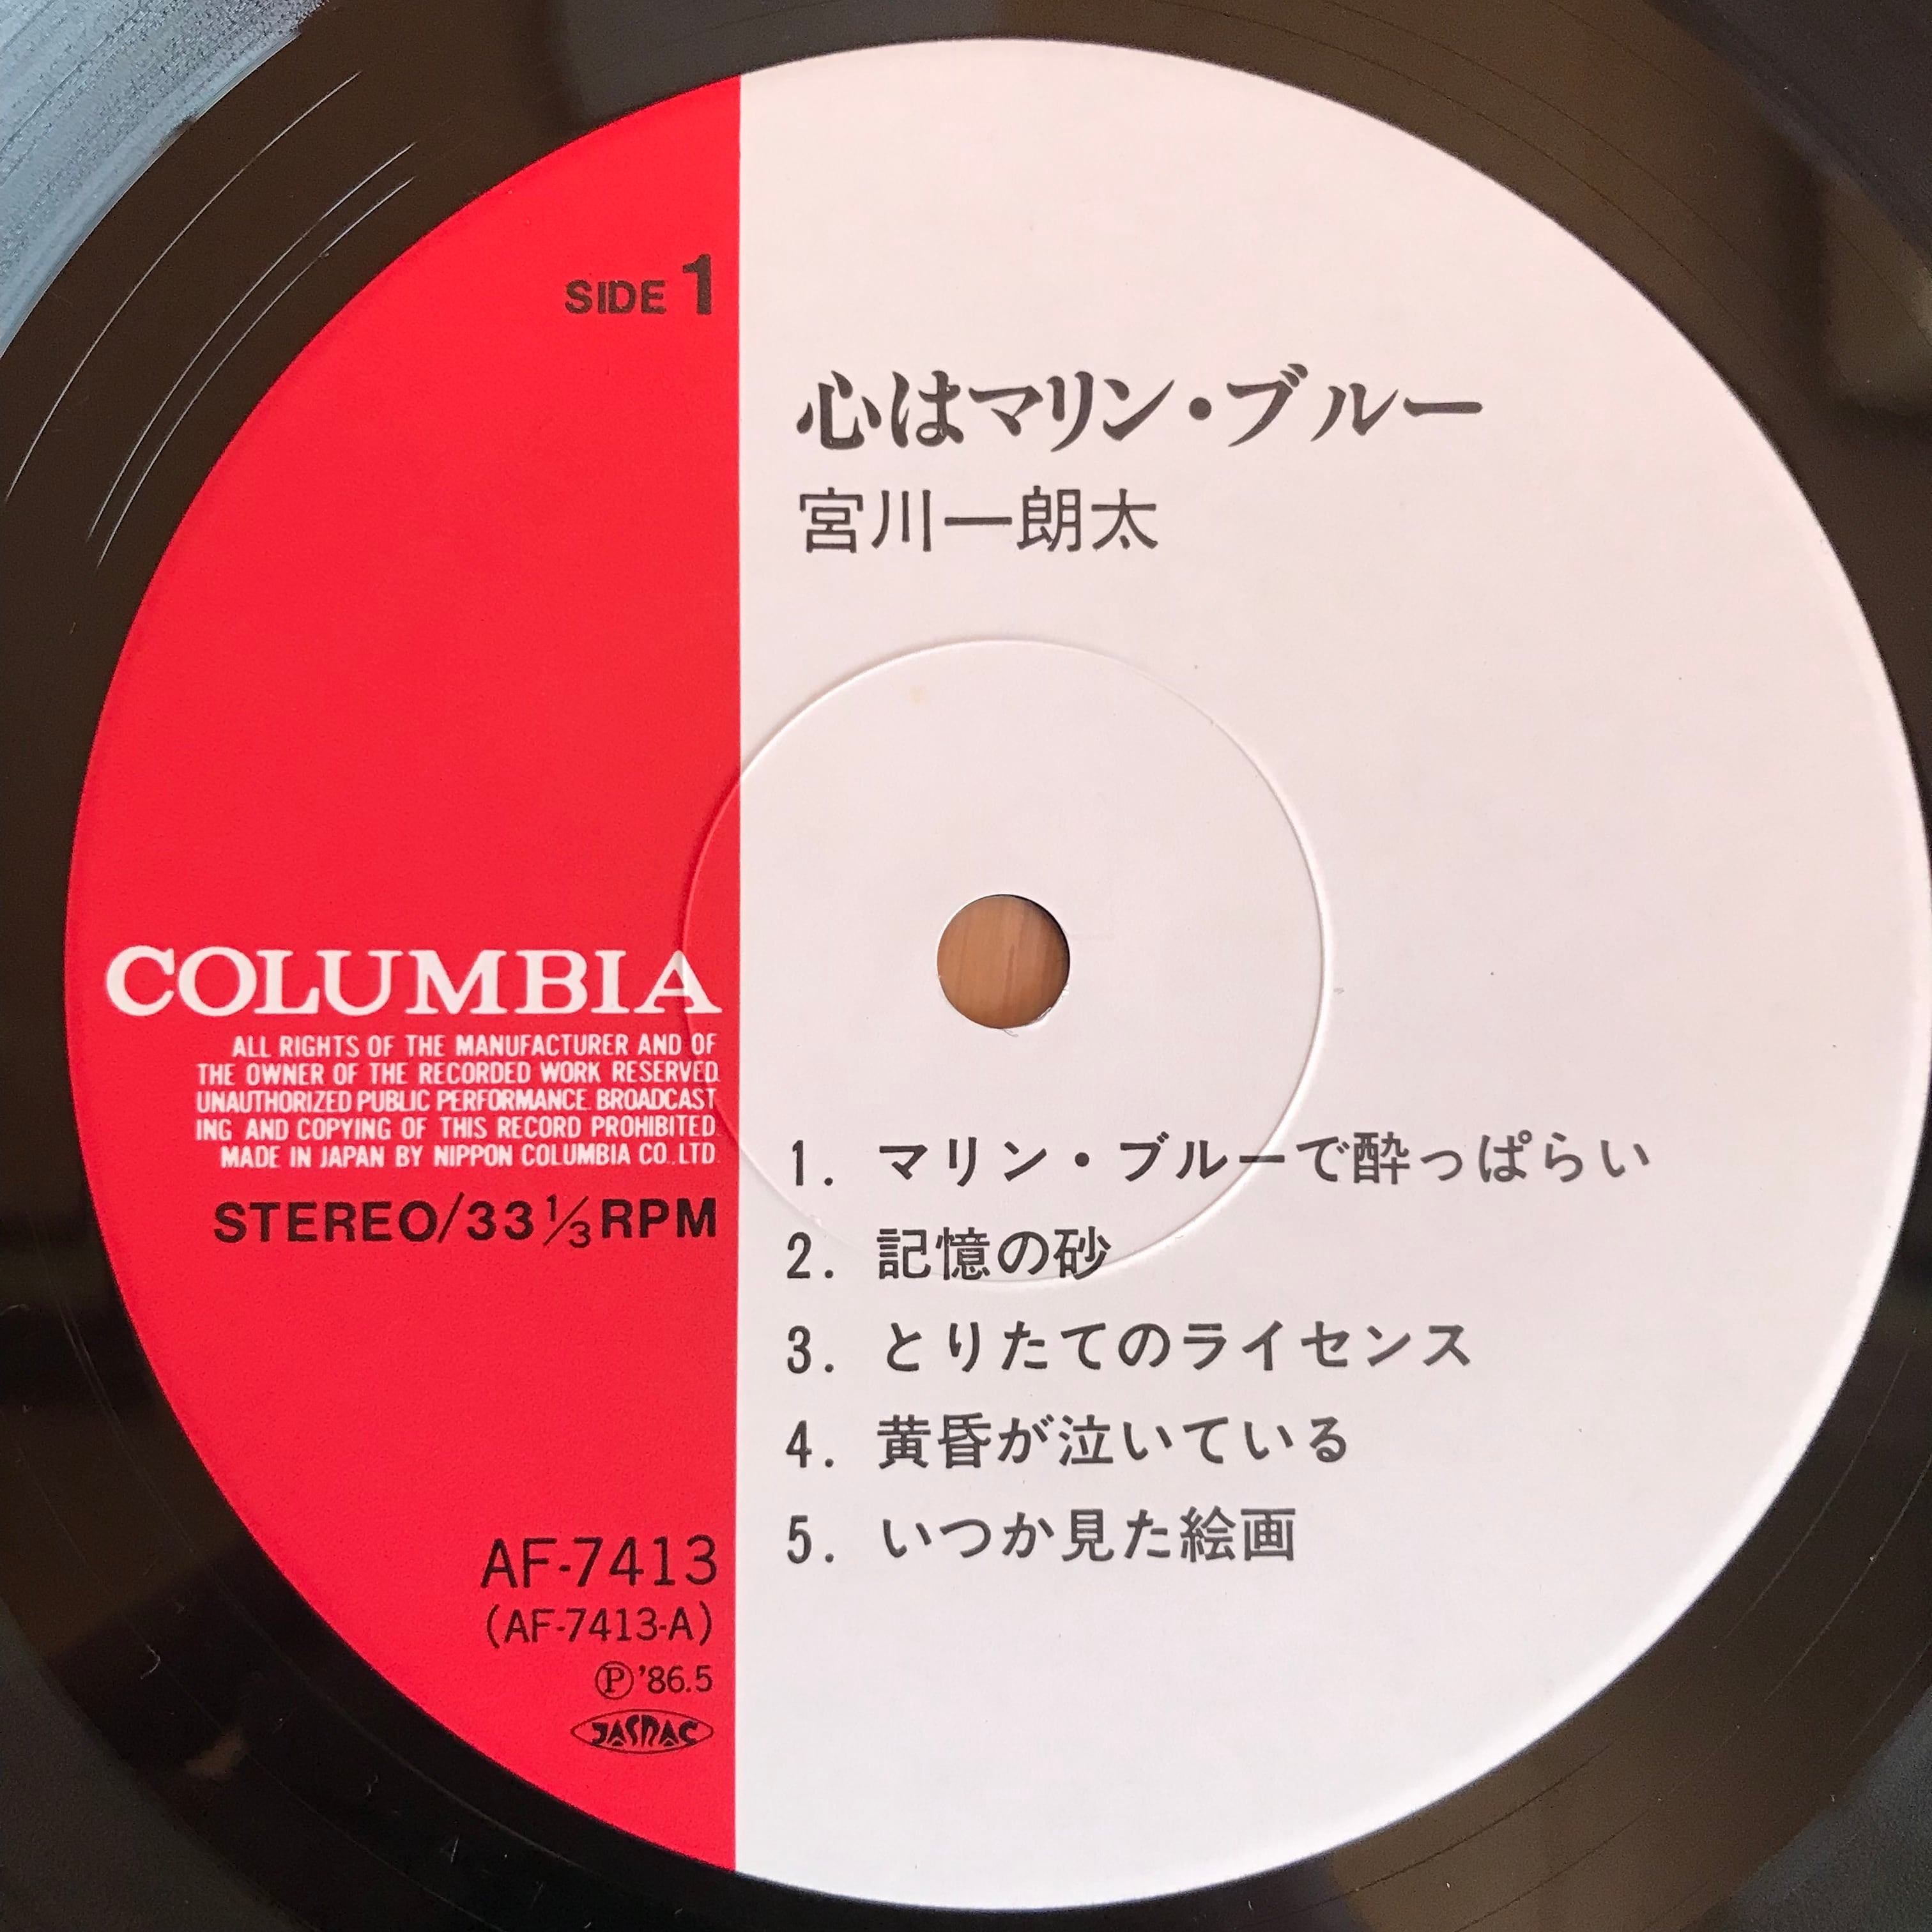 SIDE 1
心はマリン・ブルー
宮川一朗太
COLUMBIA
ALL RIGHTS OF THE MANUFACTURER AND OF
THE OWNER OF THE RECORDED WORK RESERVED.
UNAUTHORIZED PUBLIC PERFORMANCE. BROADCAST
ING AND COPYING OF THIS RECORD PROHIBITED.
MADE IN JAPAN BY NIPPON COLUMBIA CO., LTD.
STEREO/33 1/3 RPM
1. マリン・ブルーで酔っぱらい
2. 記憶の砂
3. とりたてのライセンス
4. 黄昏が泣いている
5. いつか見た絵画
AF-7413
(AF-7413-A)
Ⓟ'86.5
JASRAC